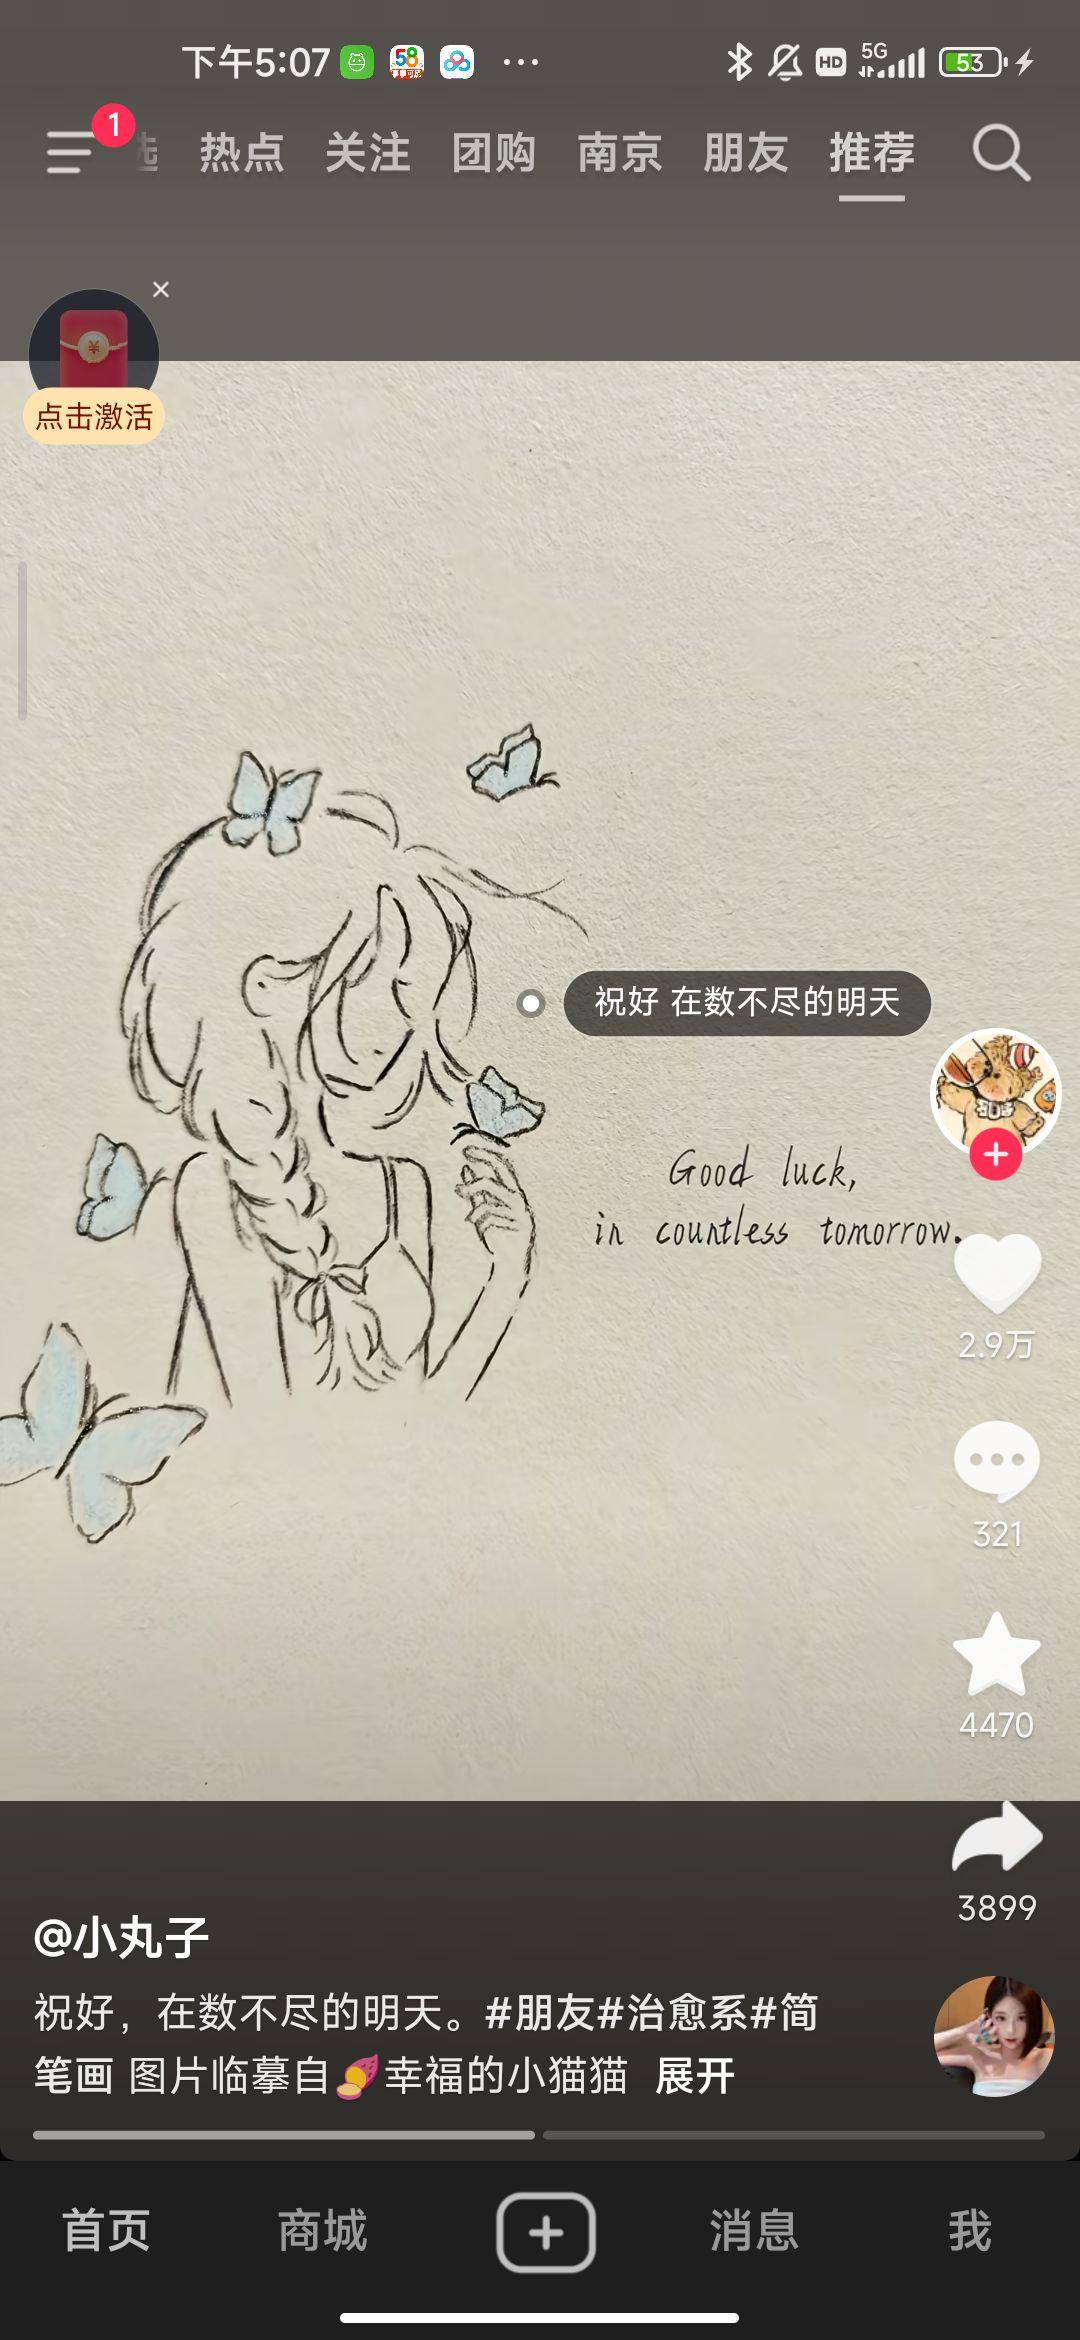 下午5:07
58
HD
5G
53
1
选 热点 关注 团购 南京 朋友 推荐
点击激活
祝好 在数不尽的明天
Good luck,
in countless tomorrow.
2.9万
321
4470
3899
@小丸子
祝好，在数不尽的明天。#朋友#治愈系#简
笔画 图片临摹自🍠幸福的小猫猫 展开
首页 商城 消息 我